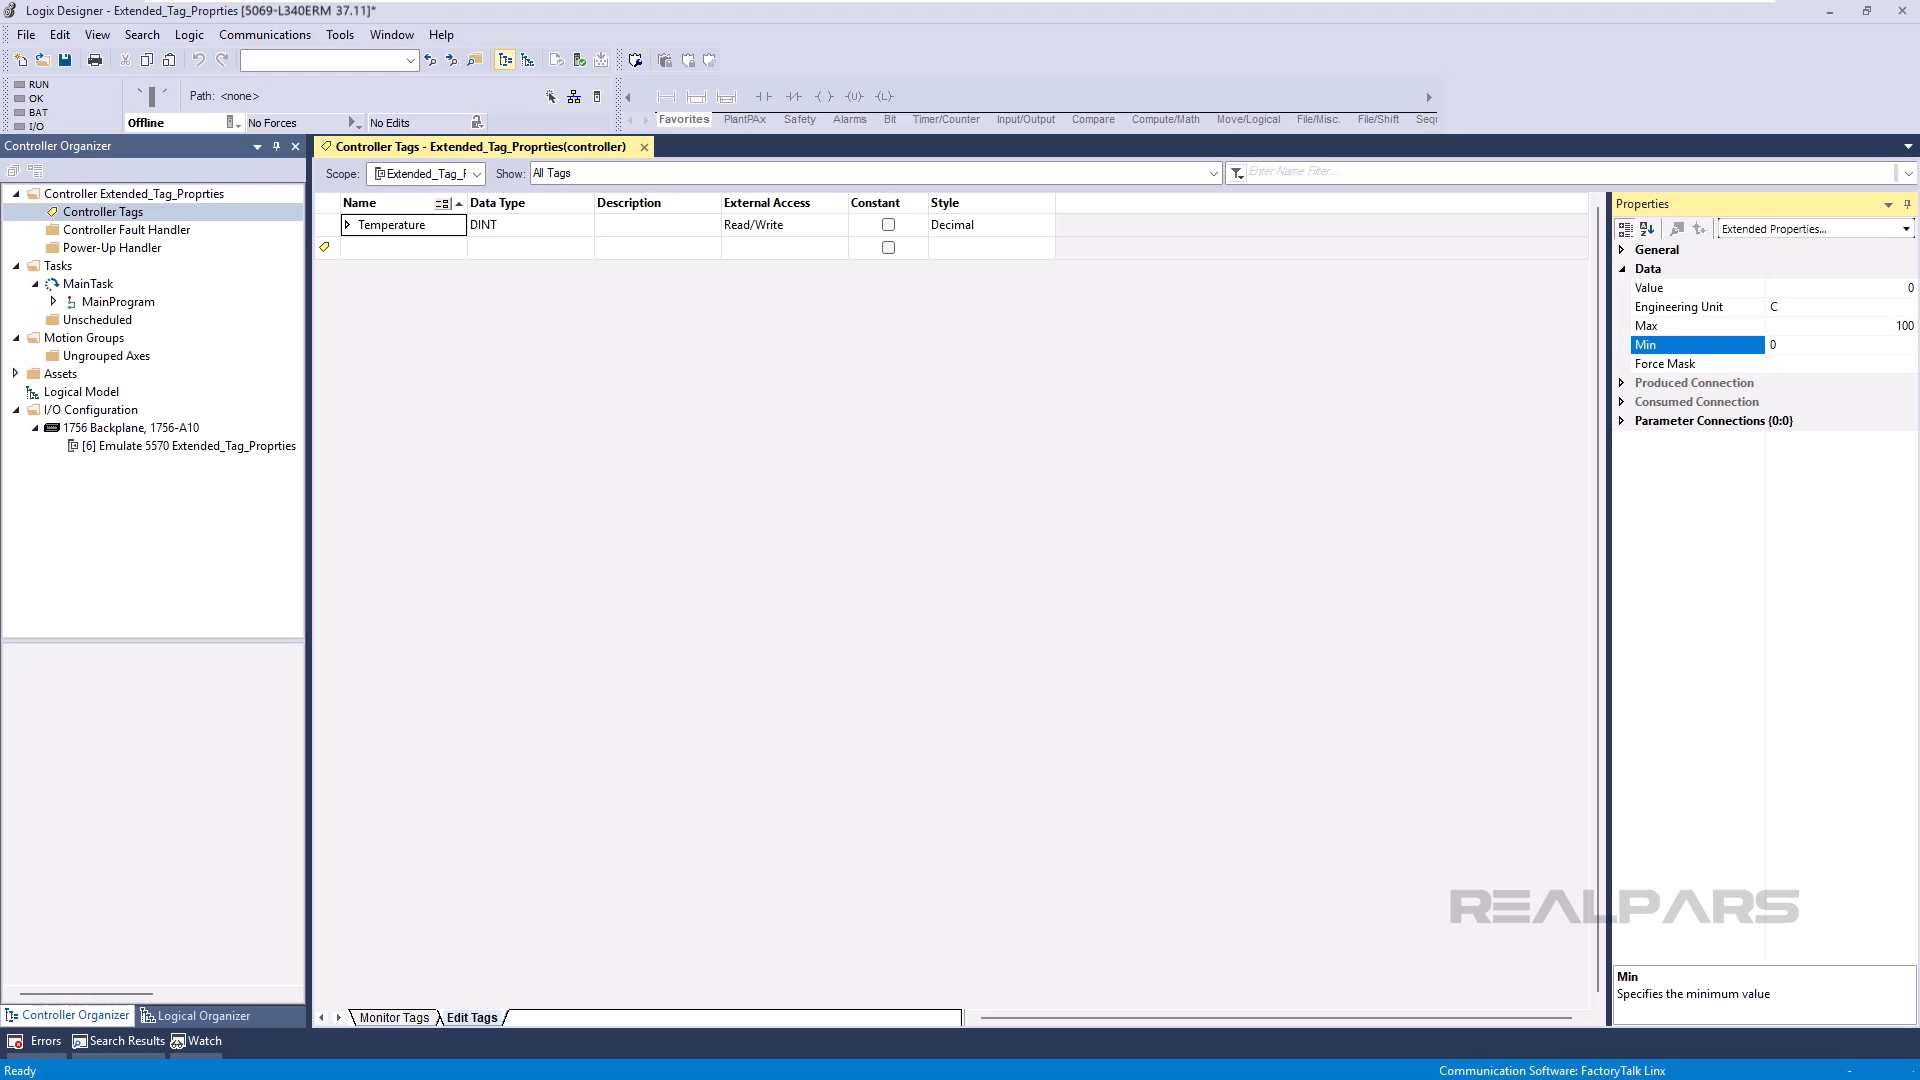 Logix Designer - Extended_Tag_Proprties [5069-L340ERM 37.11]*
File Edit View Search Logic Communications Tools Window Help
RUN
OK
BAT
I/O
Path: <none>
Offline
No Forces
No Edits
Favorites PlantPAx Safety Alarms Bit Timer/Counter Input/Output Compare Compute/Math Move/Logical File/Misc. File/Shift Sequ
Controller Organizer
Controller Extended_Tag_Proprties
Controller Tags
Controller Fault Handler
Power-Up Handler
Tasks
MainTask
MainProgram
Unscheduled
Motion Groups
Ungrouped Axes
Assets
Logical Model
I/O Configuration
1756 Backplane, 1756-A10
[6] Emulate 5570 Extended_Tag_Proprties
Controller Organizer
Logical Organizer
Controller Tags - Extended_Tag_Proprties(controller)
Scope: Extended_Tag_F Show: All Tags
Enter Name Filter...
Name Data Type Description External Access Constant Style
Temperature DINT Read/Write Decimal
Monitor Tags
Edit Tags
Properties
Extended Properties...
General
Data
Value 0
Engineering Unit C
Max 100
Min 0
Force Mask
Produced Connection
Consumed Connection
Parameter Connections {0:0}
REALPARS
Min
Specifies the minimum value
Errors Search Results Watch
Ready
Communication Software: FactoryTalk Linx